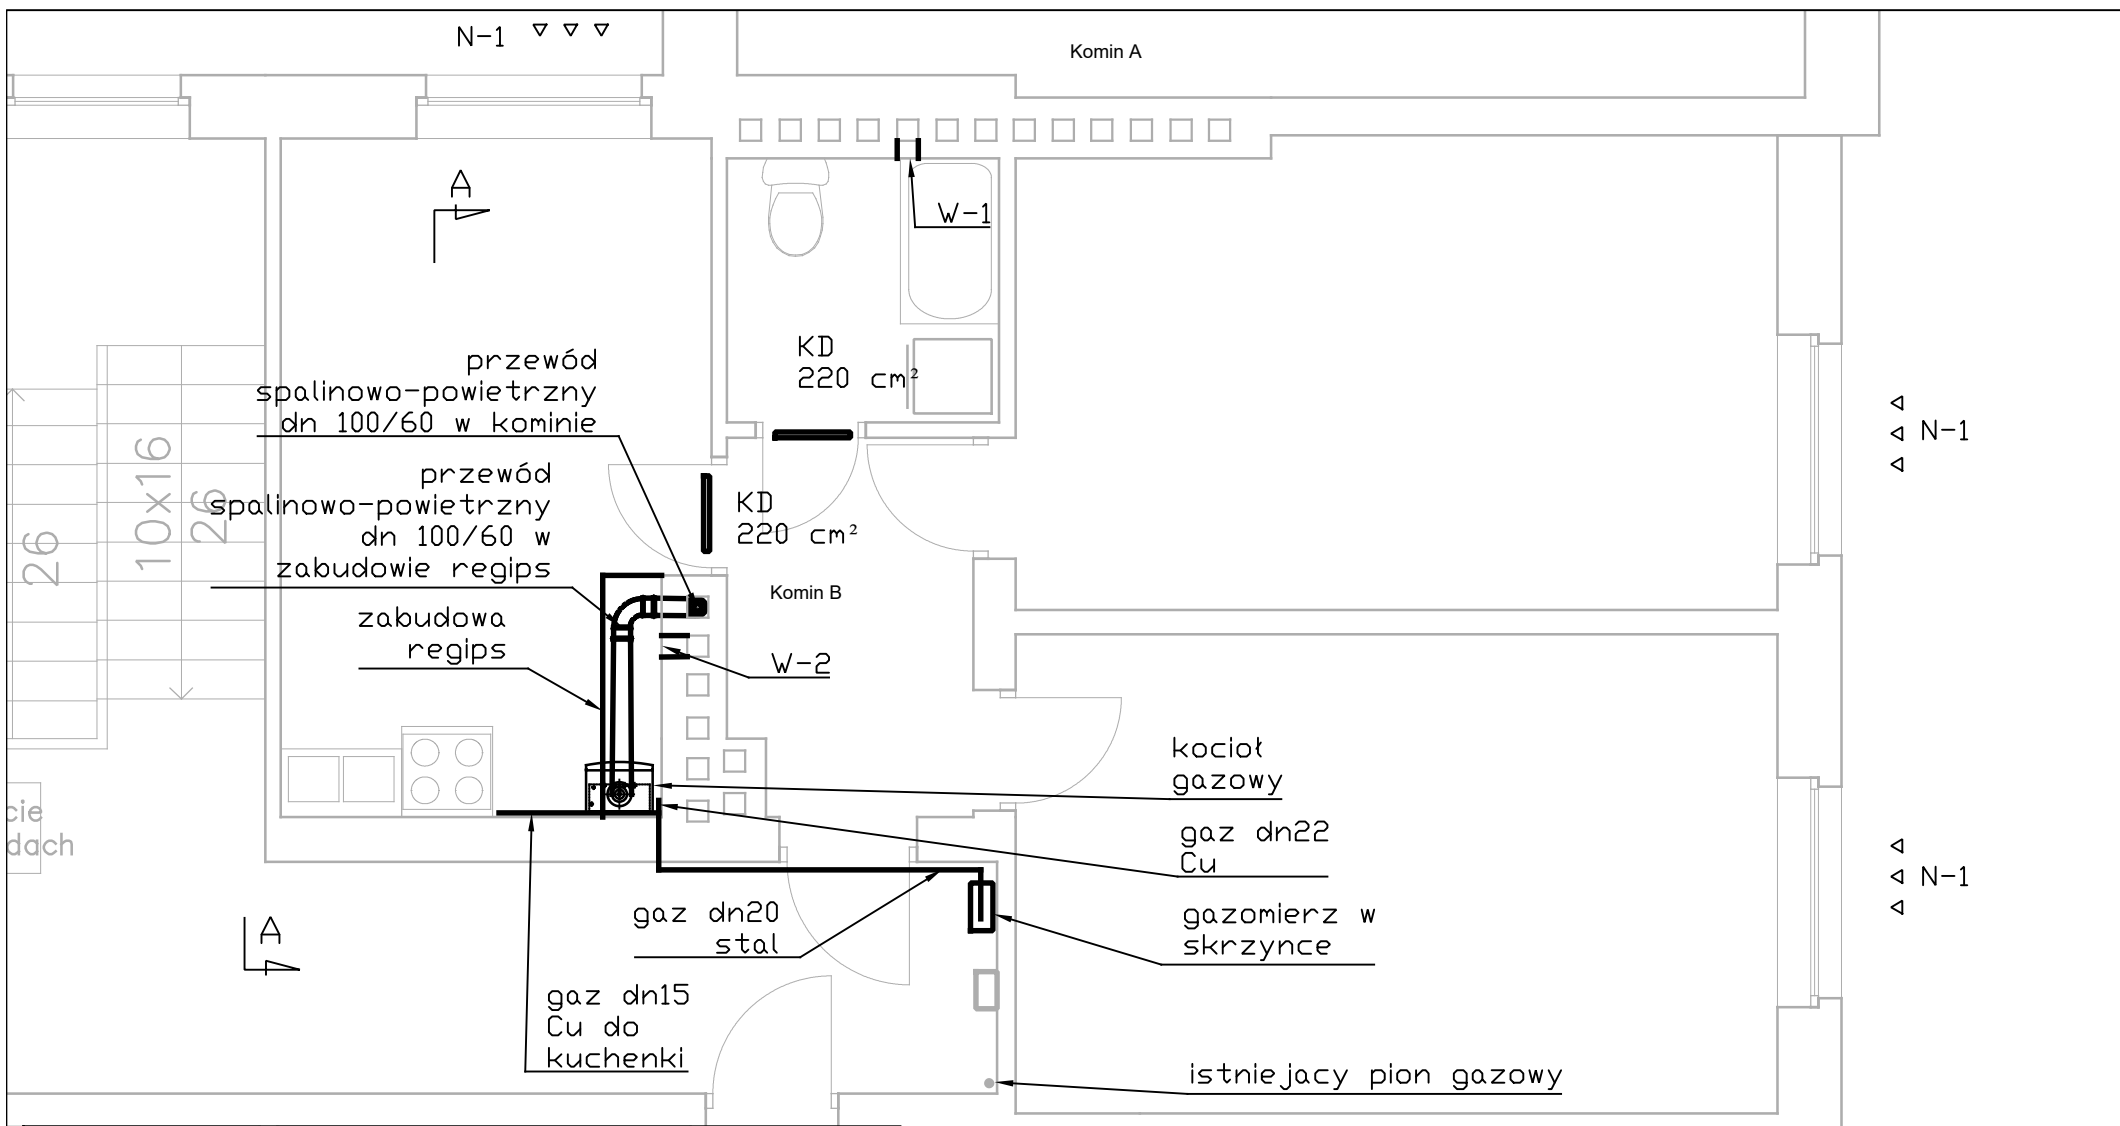 N-1
Komin A
A
W-1
KD
220 cm²
przewód
spalinowo-powietrzny
dn 100/60 w kominie
N-1
10x16
26
26
przewód
spalinowo-powietrzny
dn 100/60 w
zabudowie regips
KD
220 cm²
Komin B
zabudowa
regips
W-2
kocioł
gazowy
cie
dach
gaz dn22
Cu
N-1
gaz dn20
stal
gazomierz w
skrzynce
A
gaz dn15
Cu do
kuchenki
istniejacy pion gazowy